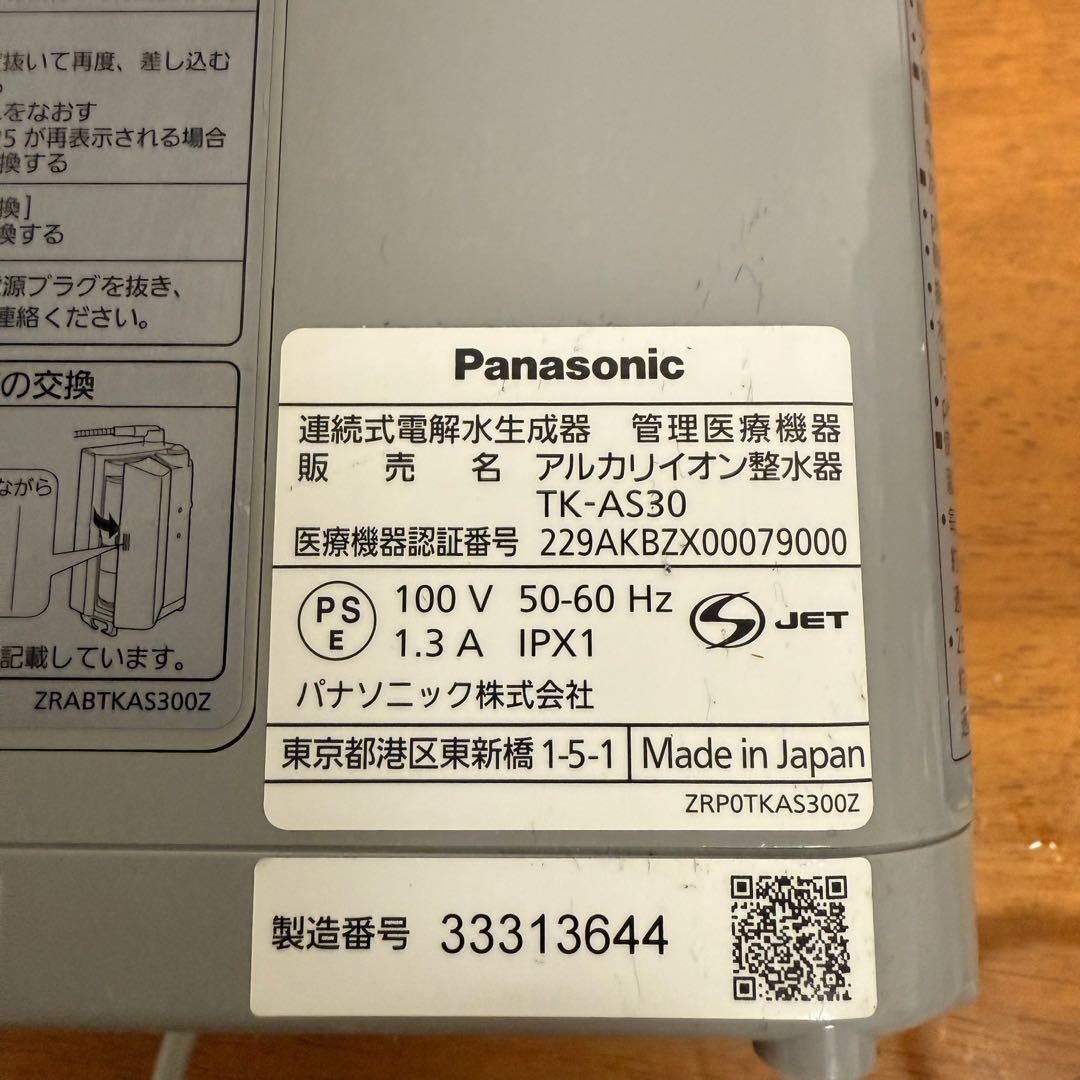 抜いて再度、差し込む
をなおす
5 が再表示される場合
換する
換]
換する
源プラグを抜き、
連絡ください。
の交換
ながら
記載しています。
ZRABTKAS300Z
Panasonic
連続式電解水生成器 管理医療機器
販売名 アルカリイオン整水器
TK-AS30
医療機器認証番号 229AKBZX00079000
PS E 100 V 50-60 Hz
1.3 A IPX1
S JET
パナソニック株式会社
東京都港区東新橋 1-5-1 Made in Japan
ZRP0TKAS300Z
製造番号 33313644